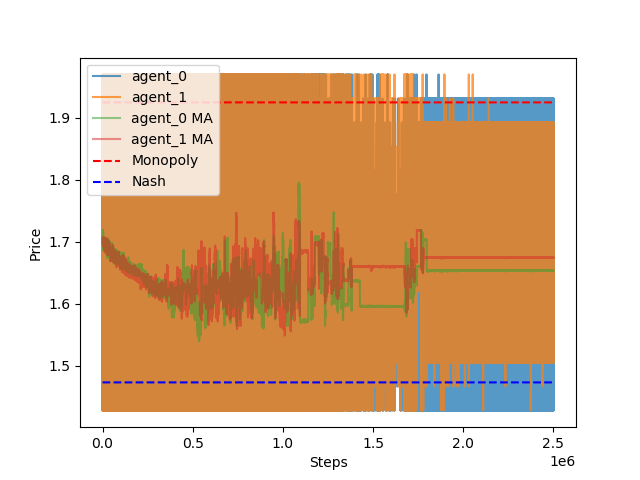 agent_0
agent_1
agent_0 MA
agent_1 MA
Monopoly
Nash
Price
1.9
1.8
1.7
1.6
1.5
0.0 0.5 1.0 1.5 2.0 2.5
Steps
1e6